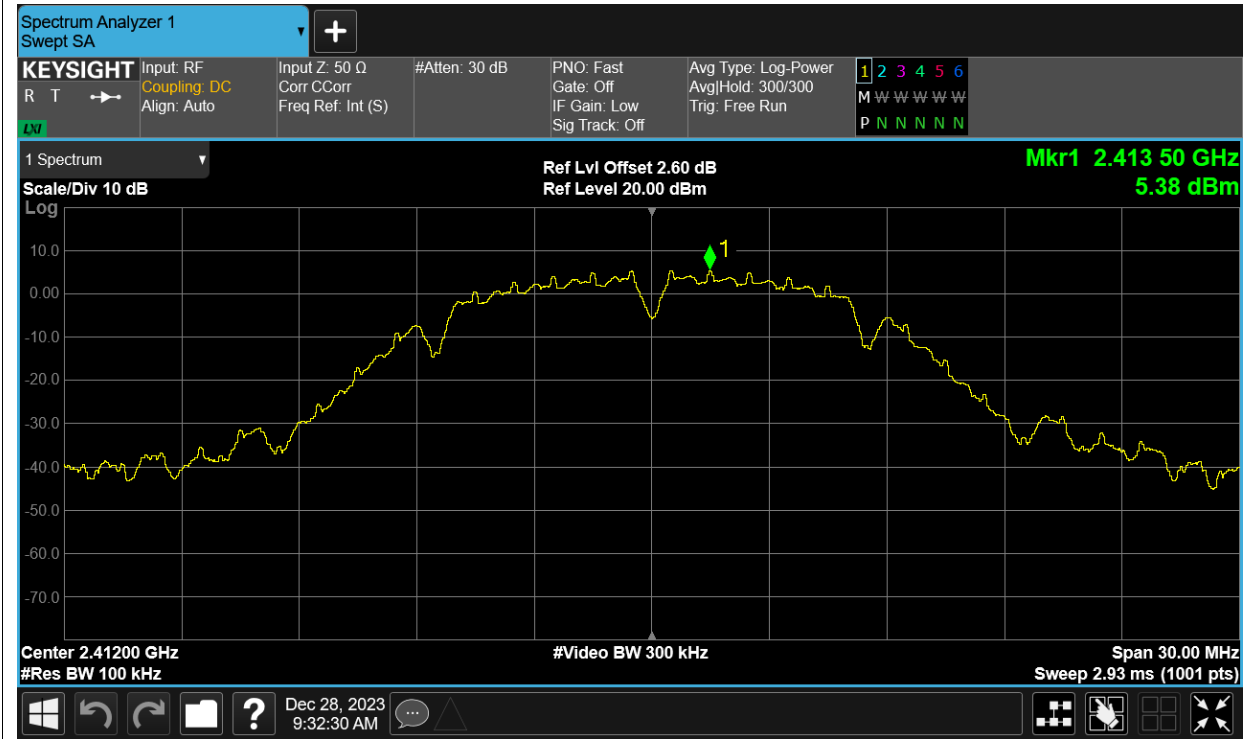 Spectrum Analyzer 1
Swept SA
KEYSIGHT
R T
LXI
Input: RF
Coupling: DC
Align: Auto
Input Z: 50 Ω
Corr CCorr
Freq Ref: Int (S)
#Atten: 30 dB
PNO: Fast
Gate: Off
IF Gain: Low
Sig Track: Off
Avg Type: Log-Power
Avg|Hold: 300/300
Trig: Free Run
1 2 3 4 5 6
M W W W W W
P N N N N N
1 Spectrum
Scale/Div 10 dB
Log
Ref Lvl Offset 2.60 dB
Ref Level 20.00 dBm
Mkr1 2.413 50 GHz
5.38 dBm
1
10.0
0.00
-10.0
-20.0
-30.0
-40.0
-50.0
-60.0
-70.0
Center 2.41200 GHz
#Res BW 100 kHz
#Video BW 300 kHz
Span 30.00 MHz
Sweep 2.93 ms (1001 pts)
?
Dec 28, 2023
9:32:30 AM